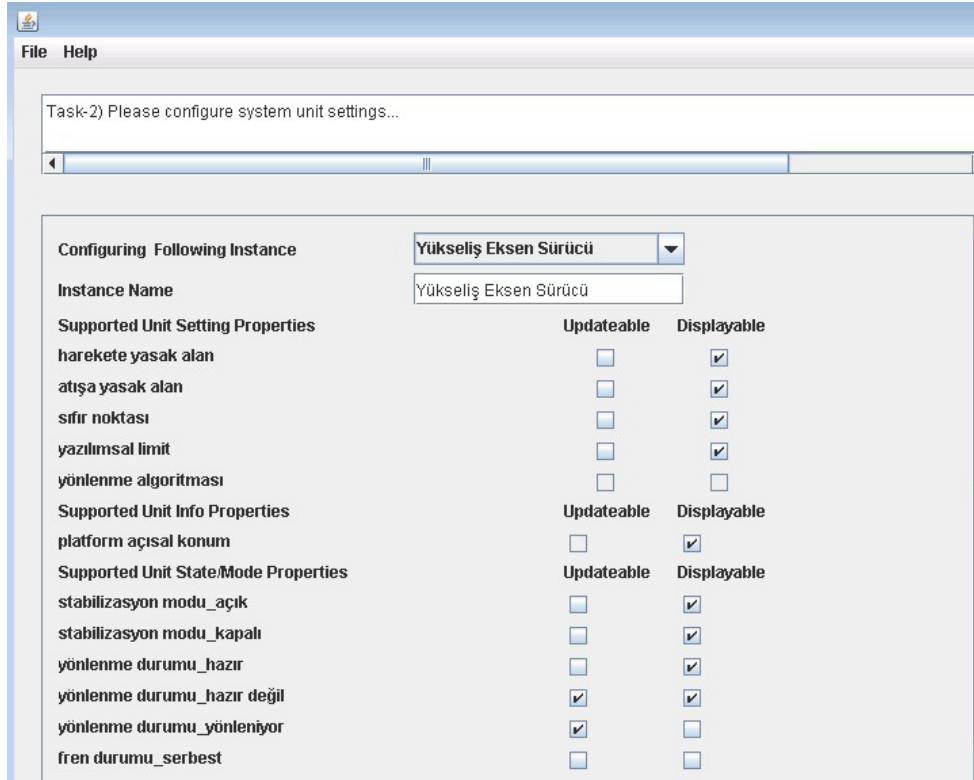 File Help
Task-2) Please configure system unit settings...
Configuring Following Instance Yükseliş Eksen Sürücü
Instance Name Yükseliş Eksen Sürücü
Supported Unit Setting Properties Updateable Displayable
harekete yasak alan
atışa yasak alan
sıfır noktası
yazılımsal limit
yönlenme algoritması
Supported Unit Info Properties Updateable Displayable
platform açısal konum
Supported Unit State/Mode Properties Updateable Displayable
stabilizasyon modu_açık
stabilizasyon modu_kapalı
yönlenme durumu_hazır
yönlenme durumu_hazır değil
yönlenme durumu_yönleniyor
fren durumu_serbest